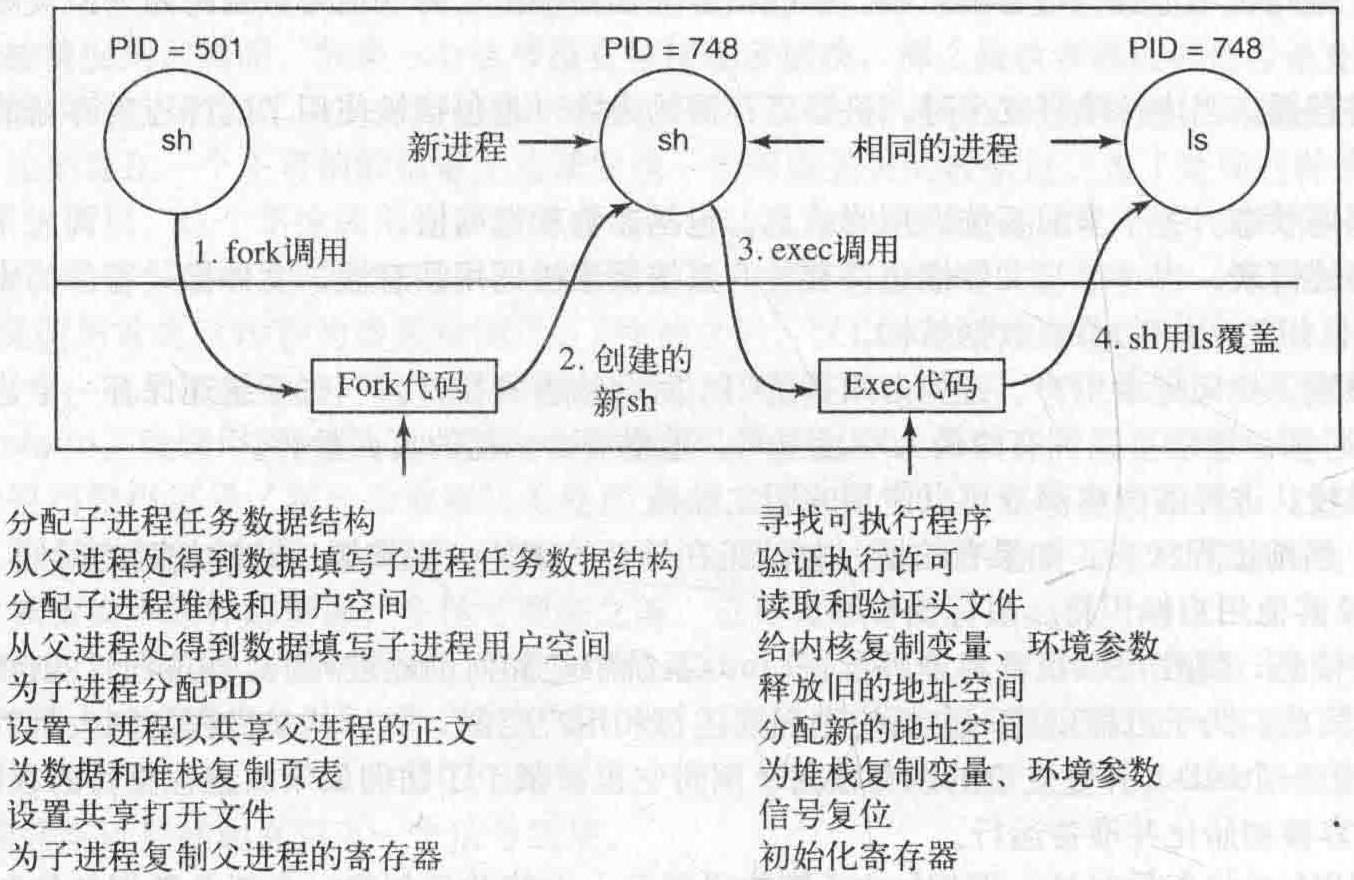 PID = 501
PID = 748
PID = 748
sh
新进程
sh
相同的进程
ls
1. fork调用
3. exec调用
Fork代码
2. 创建的
新sh
Exec代码
4. sh用ls覆盖
分配子进程任务数据结构
从父进程处得到数据填写子进程任务数据结构
分配子进程堆栈和用户空间
从父进程处得到数据填写子进程用户空间
为子进程分配PID
设置子进程以共享父进程的正文
为数据和堆栈复制页表
设置共享打开文件
为子进程复制父进程的寄存器
寻找可执行程序
验证执行许可
读取和验证头文件
给内核复制变量、环境参数
释放旧的地址空间
分配新的地址空间
为堆栈复制变量、环境参数
信号复位
初始化寄存器